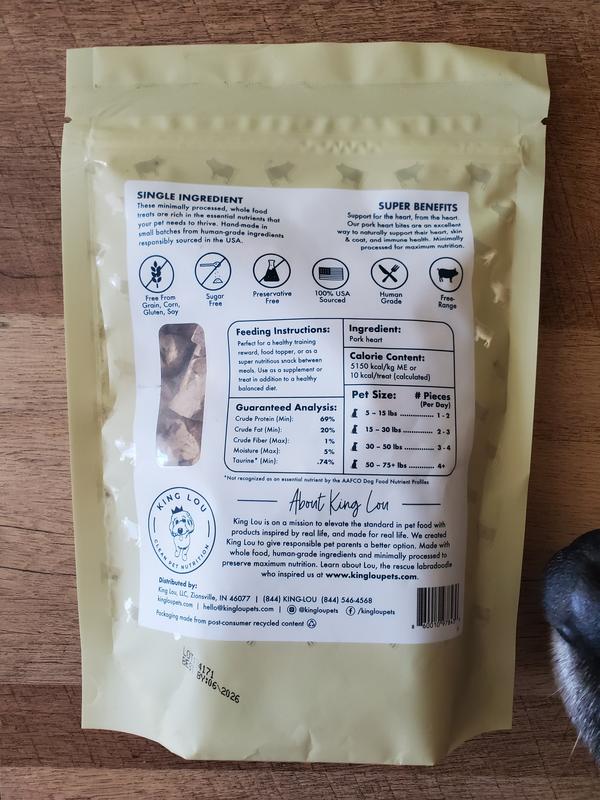 SINGLE INGREDIENT
These minimally processed, whole food
treats are rich in the essential nutrients that
your pet needs to thrive. Hand-made in
small batches from human-grade ingredients
responsibly sourced in the USA.
SUPER BENEFITS
Support for the heart, from the heart.
Our pork heart bites are an excellent
way to naturally support their heart, skin
& coat, and immune health. Minimally
processed for maximum nutrition.
Free From
Grain, Corn,
Gluten, Soy
Sugar
Free
Preservative
Free
100% USA
Sourced
Human
Grade
Free-
Range
Feeding Instructions:
Perfect for a healthy training
reward, food topper, or as a
super nutritious snack between
meals. Use as a supplement or
treat in addition to a healthy
balanced diet.
Guaranteed Analysis:
Crude Protein (Min): 69%
Crude Fat (Min): 20%
Crude Fiber (Max): 1%
Moisture (Max): 5%
Taurine* (Min): .74%
Ingredient:
Pork heart
Calorie Content:
5150 kcal/kg ME or
10 kcal/treat (calculated)
Pet Size: # Pieces
(Per Day)
5 – 15 lbs ........... 1 - 2
15 – 30 lbs .......... 2 - 3
30 – 50 lbs .......... 3 - 4
50 – 75+ lbs ......... 4+
*Not recognized as an essential nutrient by the AAFCO Dog Food Nutrient Profiles
KING LOU
CLEAN PET NUTRITION
About King Lou
King Lou is on a mission to elevate the standard in pet food with
products inspired by real life, and made for real life. We created
King Lou to give responsible pet parents a better option. Made with
whole food, human-grade ingredients and minimally processed to
preserve maximum nutrition. Learn about Lou, the rescue labradoodle
who inspired us at www.kingloupets.com.
Distributed by:
King Lou, LLC, Zionsville, IN 46077 | (844) KING-LOU (844) 546-4568
kingloupets.com | hello@kingloupets.com | @kingloupets /kingloupets
Packaging made from post-consumer recycled content
LOT 4171
BEST BY:06 2026